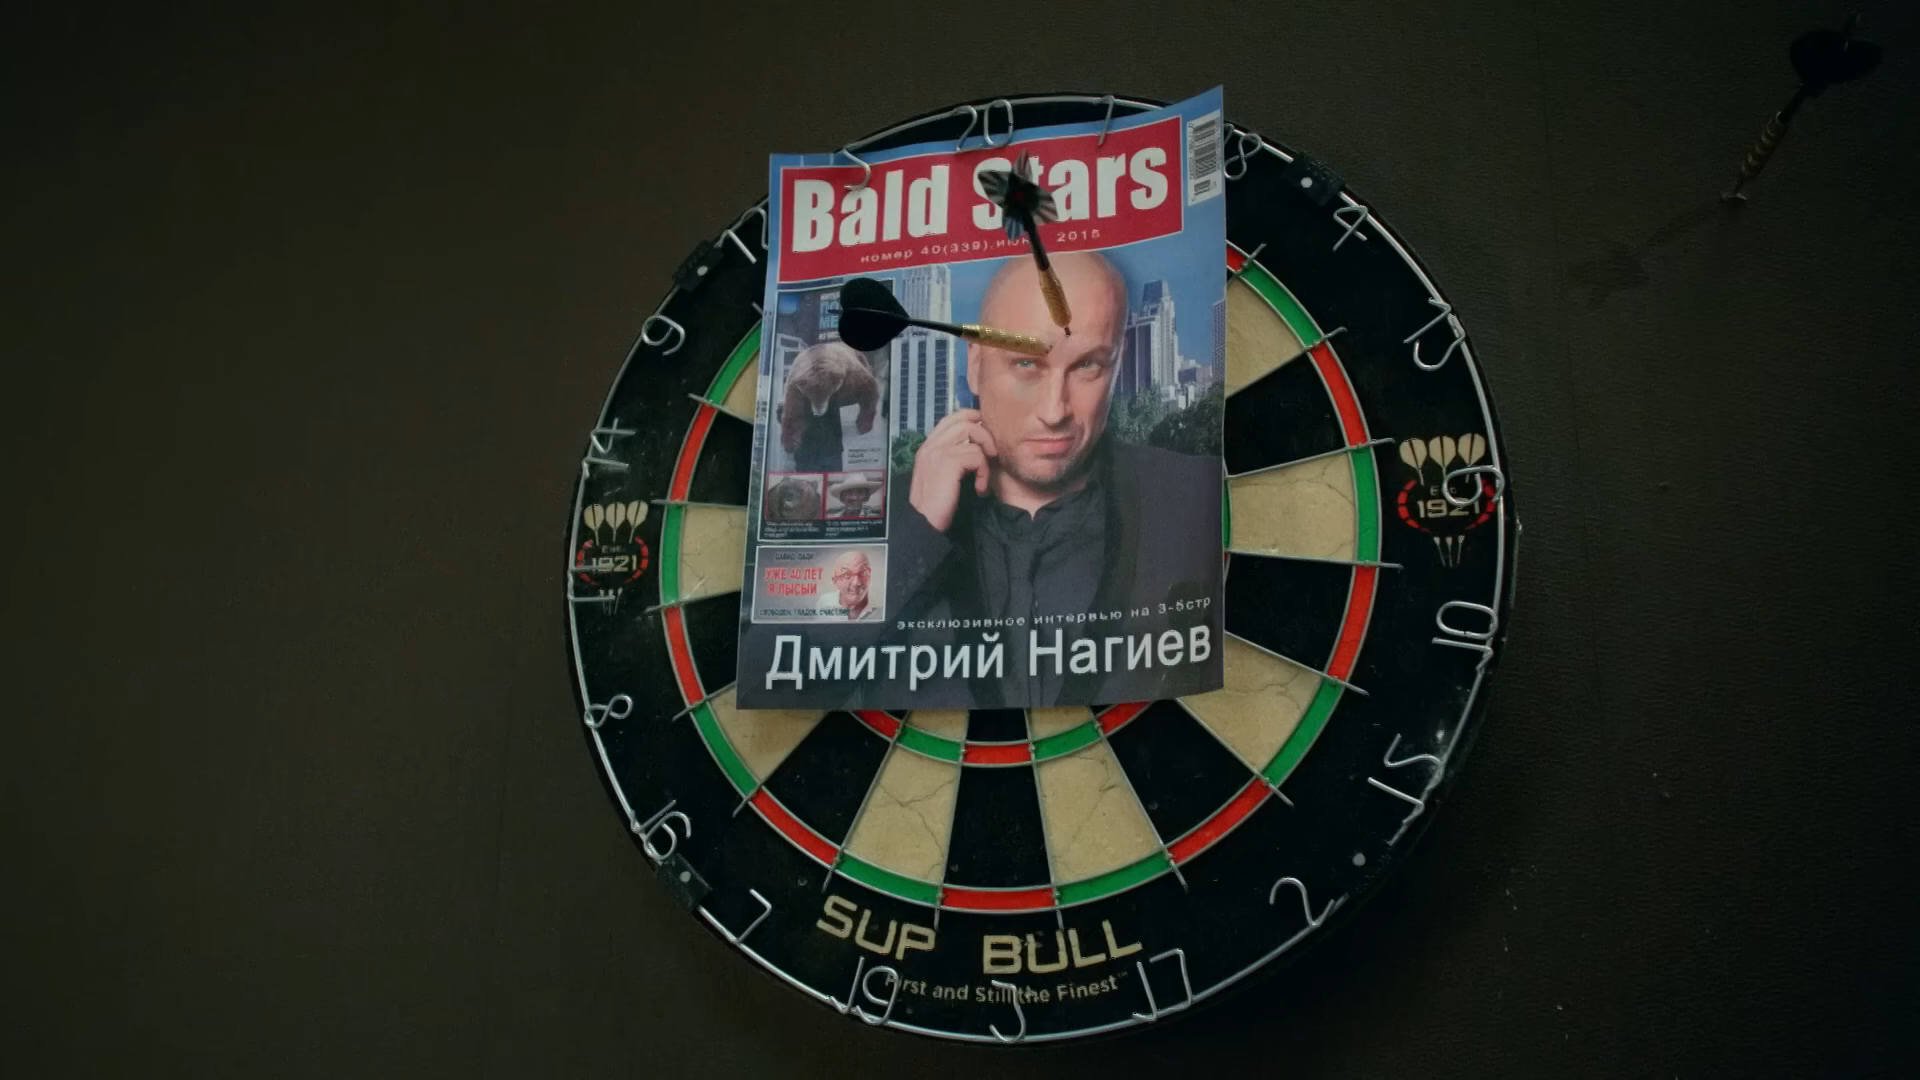 20
1
18
4
13
6
10
15
2
17
3
19
7
16
8
11
14
9
12
5
Bald Stars
номер 40(339). 2015
УЖЕ 40 ЛЕТ
Я ЛЫСЫЙ
эксклюзивное интервью на 3-5стр
Дмитрий Нагиев
Est.
1921
Est.
1921
SUP BULL
First and Still the Finest